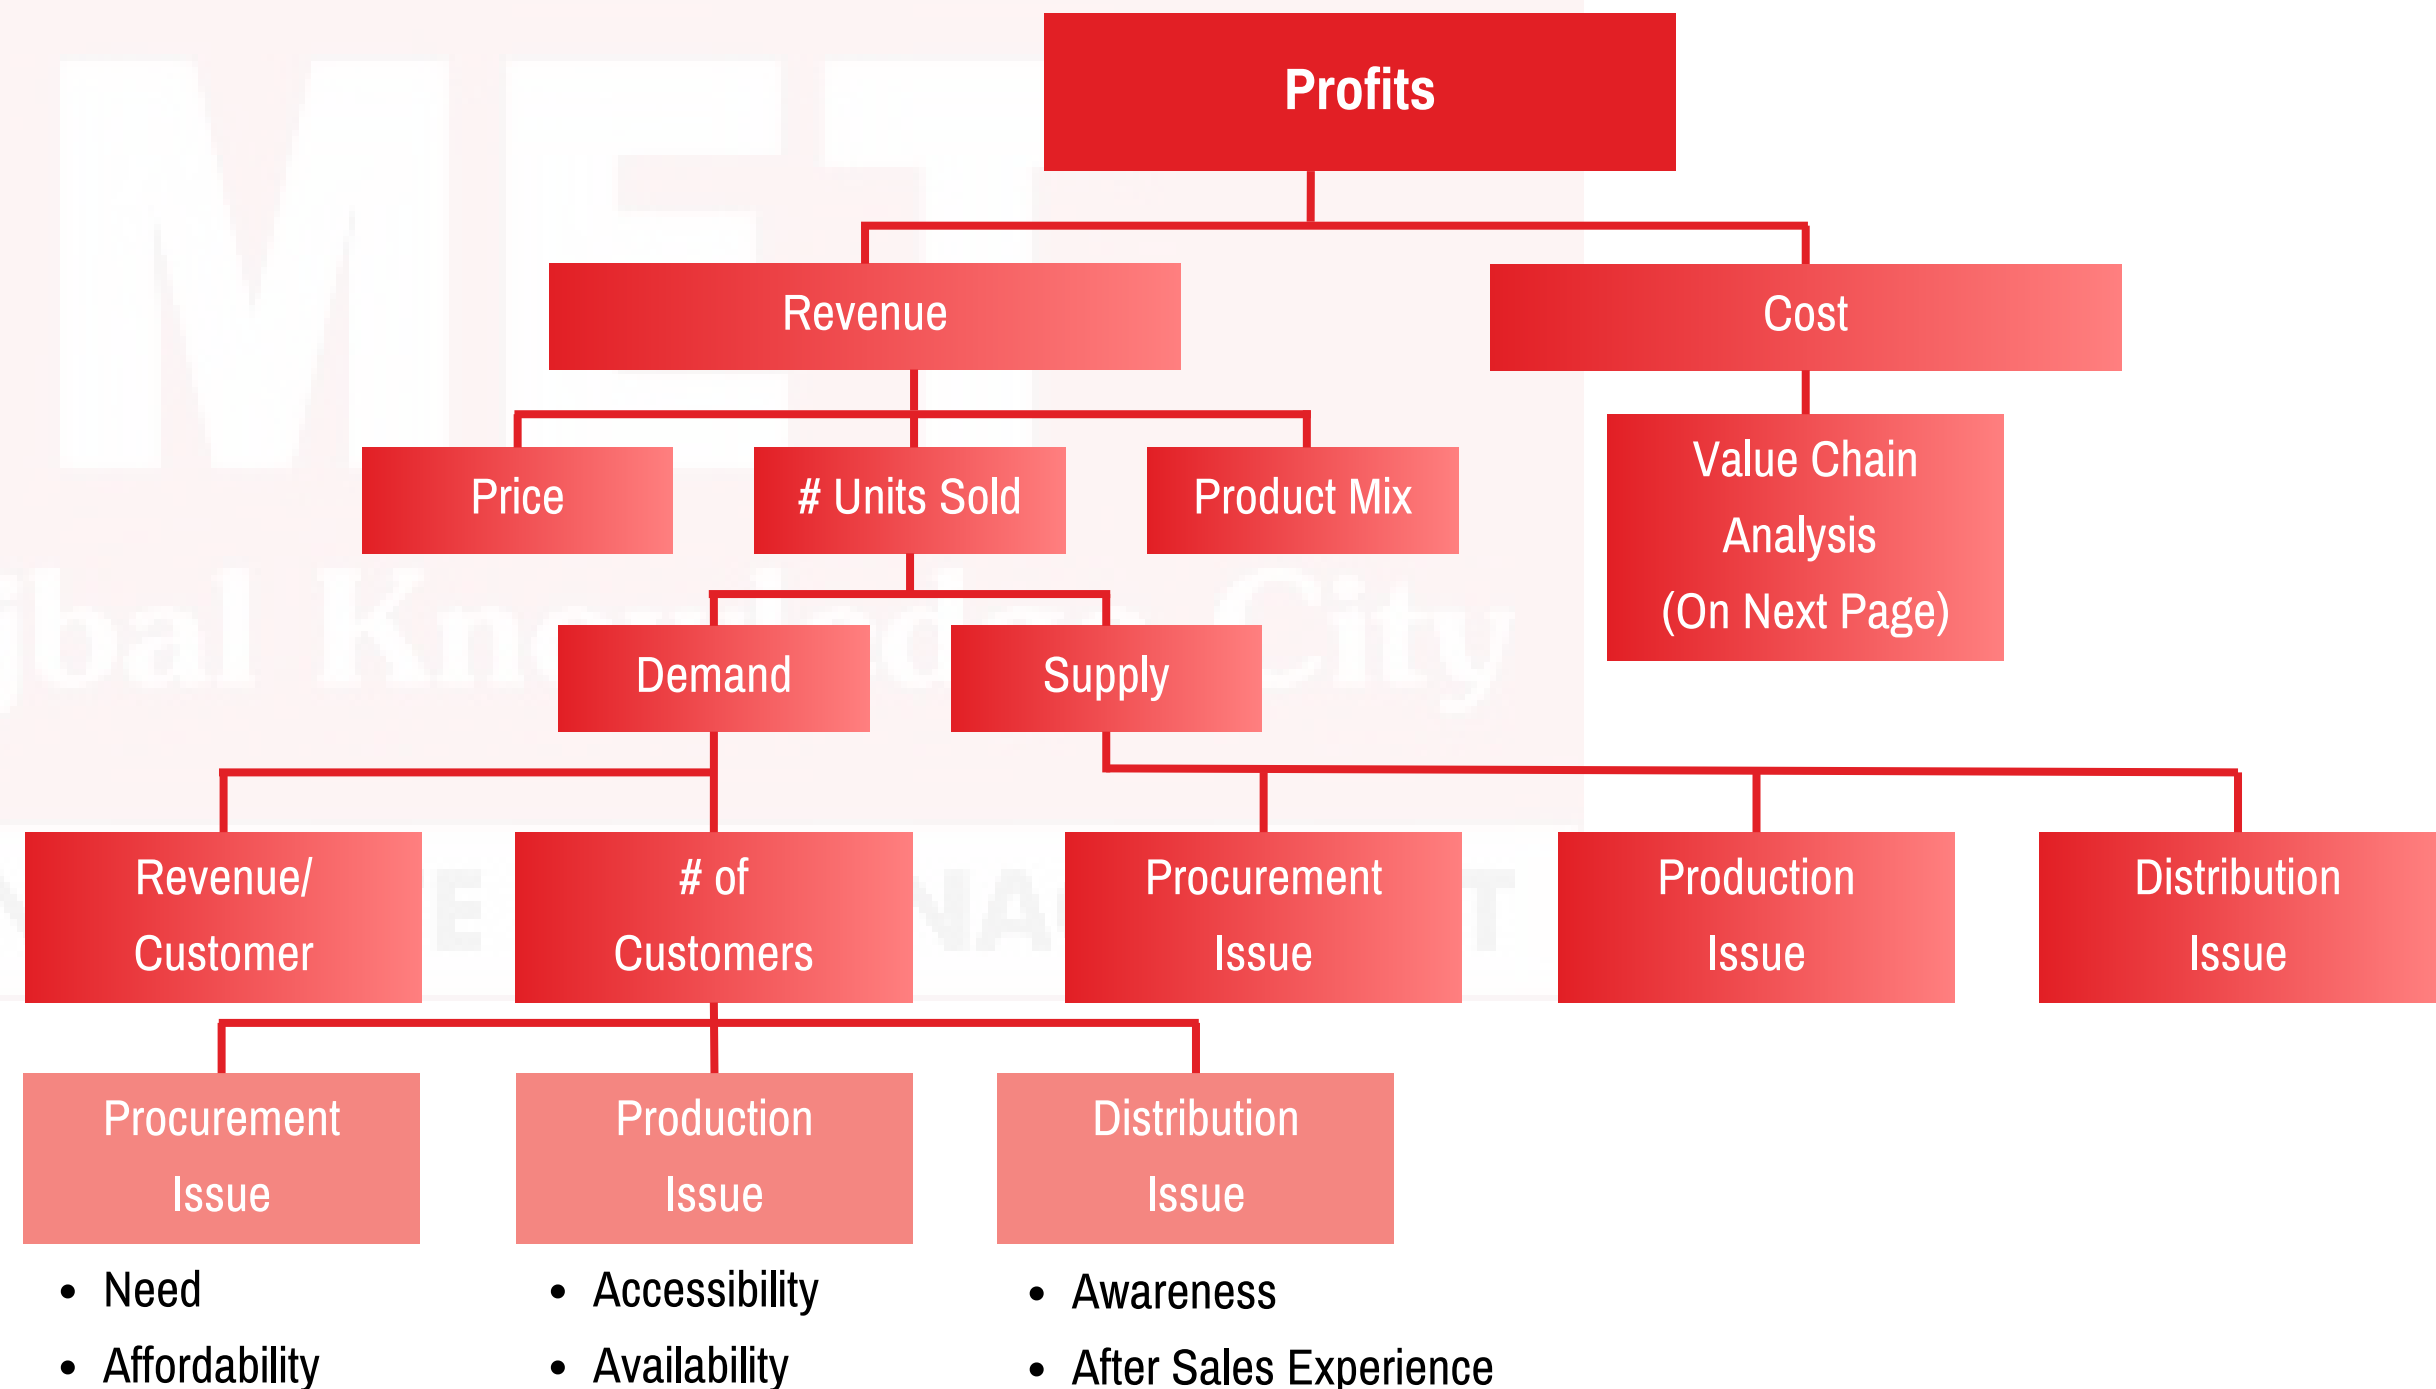 Profits
Revenue
Cost
Price
# Units Sold
Product Mix
Value Chain
Analysis
(On Next Page)
Demand
Supply
Revenue/
Customer
# of
Customers
Procurement
Issue
Production
Issue
Distribution
Issue
Procurement
Issue
Production
Issue
Distribution
Issue
• Need
• Affordability
• Accessibility
• Availability
• Awareness
• After Sales Experience
MET
City